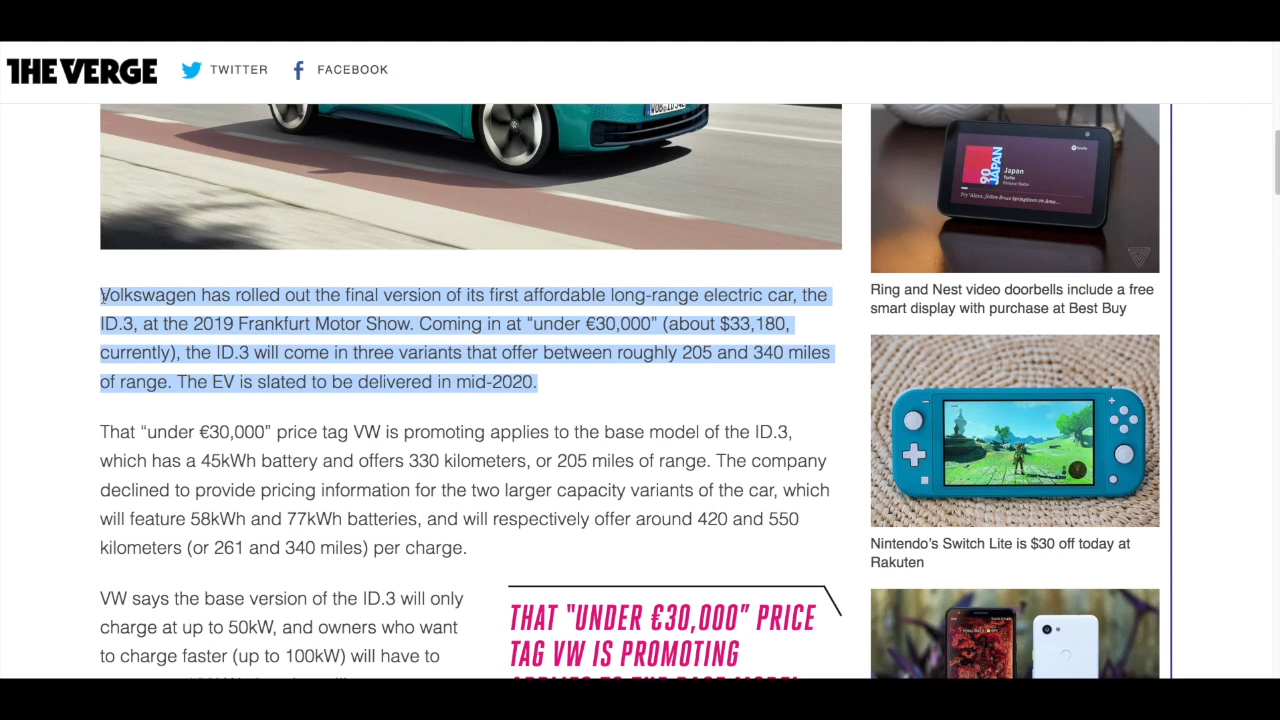 THE VERGE
TWITTER
FACEBOOK
Volkswagen has rolled out the final version of its first affordable long-range electric car, the
ID.3, at the 2019 Frankfurt Motor Show. Coming in at “under €30,000” (about $33,180,
currently), the ID.3 will come in three variants that offer between roughly 205 and 340 miles
of range. The EV is slated to be delivered in mid-2020.
That “under €30,000” price tag VW is promoting applies to the base model of the ID.3,
which has a 45kWh battery and offers 330 kilometers, or 205 miles of range. The company
declined to provide pricing information for the two larger capacity variants of the car, which
will feature 58kWh and 77kWh batteries, and will respectively offer around 420 and 550
kilometers (or 261 and 340 miles) per charge.
VW says the base version of the ID.3 will only
charge at up to 50kW, and owners who want
to charge faster (up to 100kW) will have to
THAT “UNDER €30,000” PRICE
TAG VW IS PROMOTING
APPLIES TO THE BASE MODEL
90 JAPAN
Japan
Spotify
Ring and Nest video doorbells include a free
smart display with purchase at Best Buy
Nintendo’s Switch Lite is $30 off today at
Rakuten